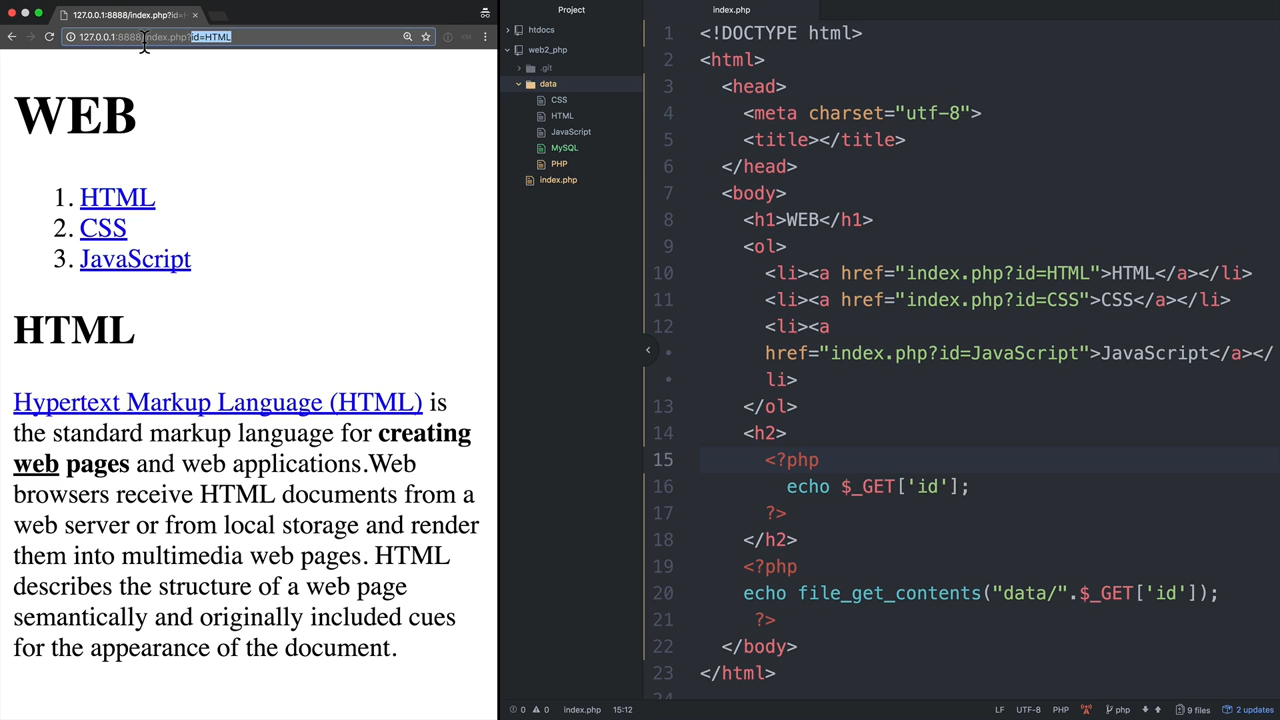 127.0.0.1:8888/index.php?id=
127.0.0.1:8888/index.php?id=HTML
WEB
1. HTML
2. CSS
3. JavaScript
HTML
Hypertext Markup Language (HTML) is
the standard markup language for creating
web pages and web applications.Web
browsers receive HTML documents from a
web server or from local storage and render
them into multimedia web pages. HTML
describes the structure of a web page
semantically and originally included cues
for the appearance of the document.
Project
htdocs
web2_php
.git
data
CSS
HTML
JavaScript
MySQL
PHP
index.php
index.php
1 <!DOCTYPE html>
2 <html>
3 <head>
4 <meta charset="utf-8">
5 <title></title>
6 </head>
7 <body>
8 <h1>WEB</h1>
9 <ol>
10 <li><a href="index.php?id=HTML">HTML</a></li>
11 <li><a href="index.php?id=CSS">CSS</a></li>
12 <li><a
href="index.php?id=JavaScript">JavaScript</a></
li>
13 </ol>
14 <h2>
15 <?php
16 echo $_GET['id'];
17 ?>
18 </h2>
19 <?php
20 echo file_get_contents("data/".$_GET['id']);
21 ?>
22 </body>
23 </html>
24
0 0 index.php 15:12
LF UTF-8 PHP php 9 files 2 updates